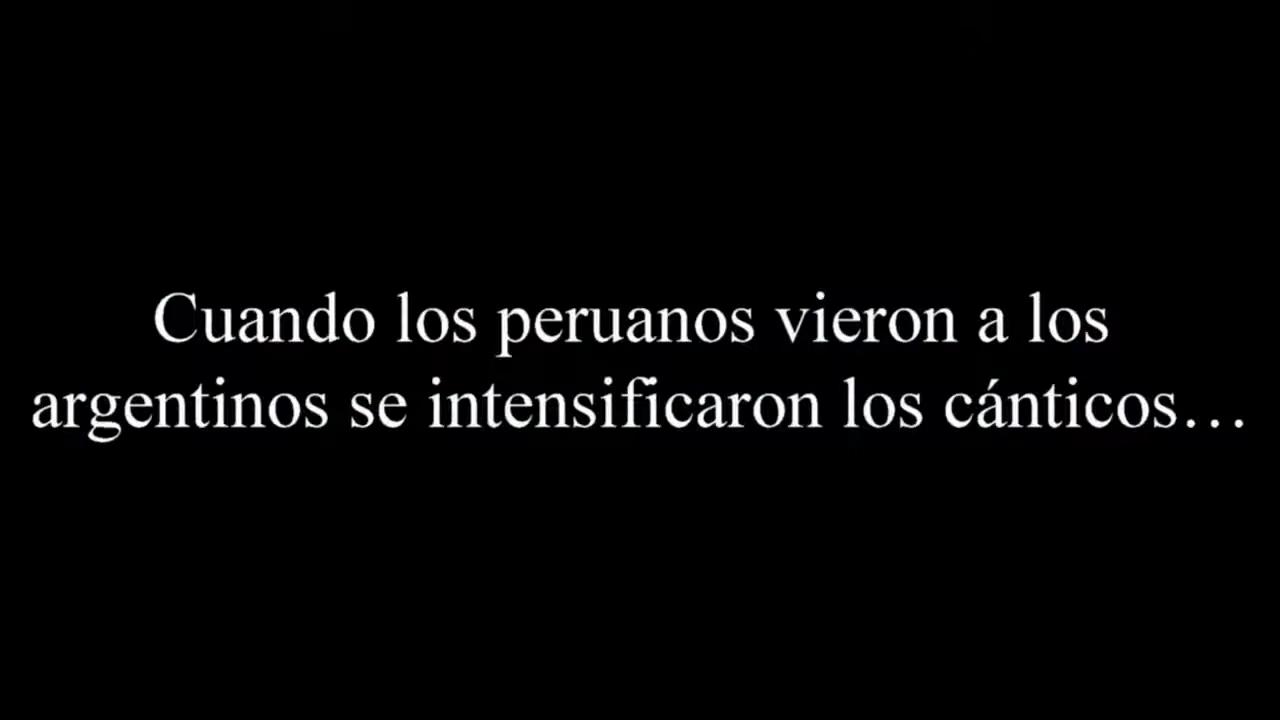 Cuando los peruanos vieron a los
argentinos se intensificaron los cánticos…